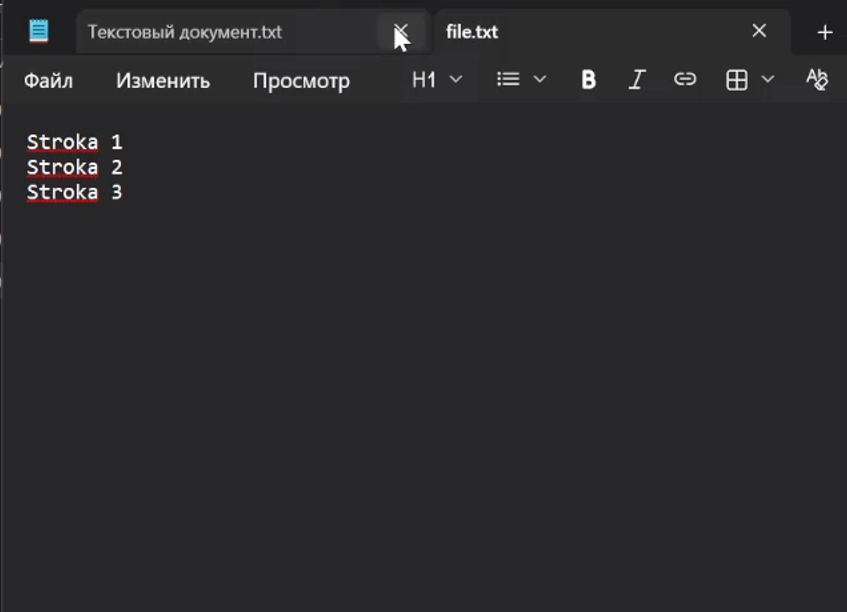 Текстовый документ.txt
file.txt
Файл Изменить Просмотр H1 B I
Stroka 1
Stroka 2
Stroka 3